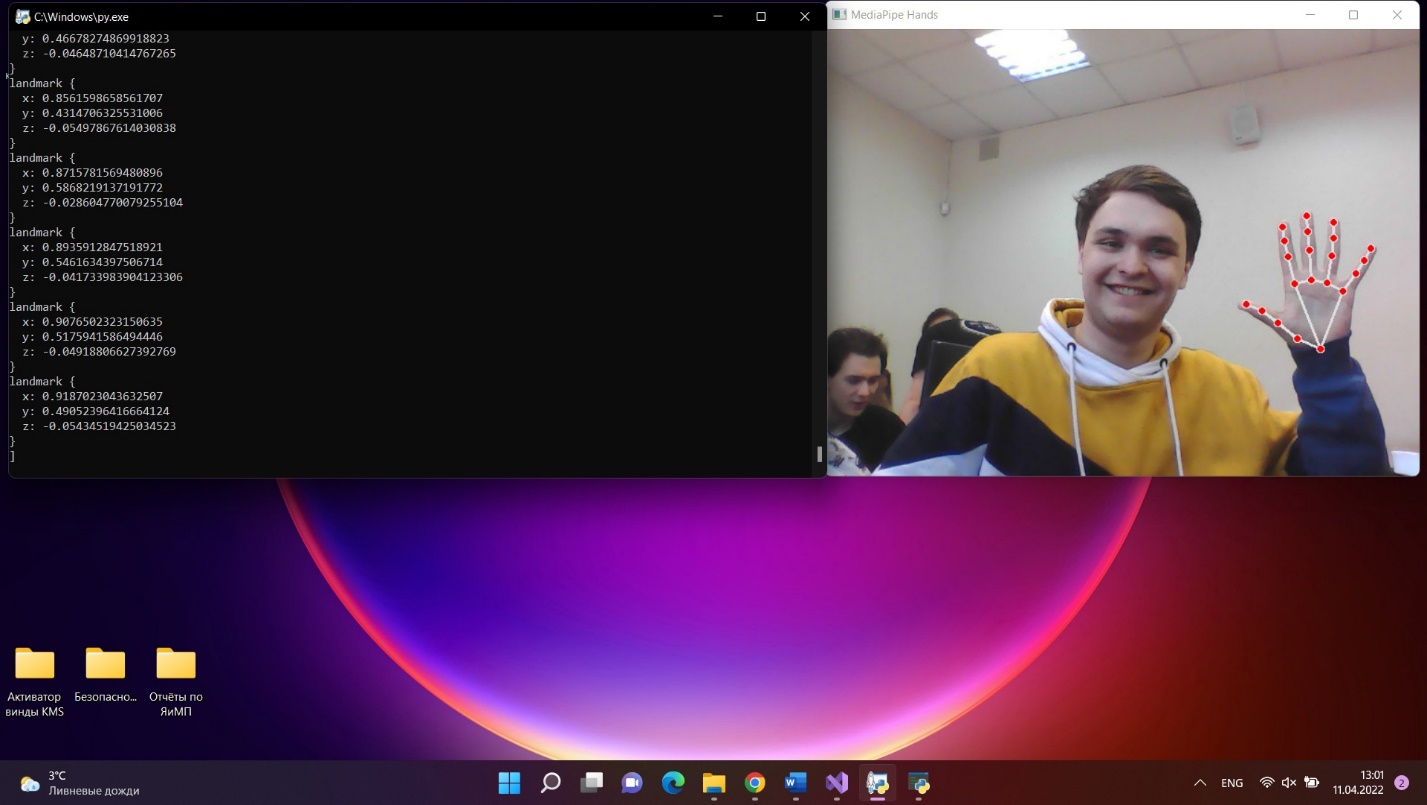 C:\Windows\py.exe
y: 0.46678274869918823
z: -0.04648710414767265
}
landmark {
x: 0.8561598658561707
y: 0.4314706325531006
z: -0.05497867614030838
}
landmark {
x: 0.8715781569480896
y: 0.5868219137191772
z: -0.028604770079255104
}
landmark {
x: 0.8935912847518921
y: 0.5461634397506714
z: -0.041733983904123306
}
landmark {
x: 0.9076502323150635
y: 0.5175941586494446
z: -0.04918806627392769
}
landmark {
x: 0.9187023043632507
y: 0.49052396416664124
z: -0.05434519425034523
}
]
MediaPipe Hands
Активатор
винды KMS
Безопасно...
Отчёты по
ЯиМП
3°C
Ливневые дожди
ENG
13:01
11.04.2022
2